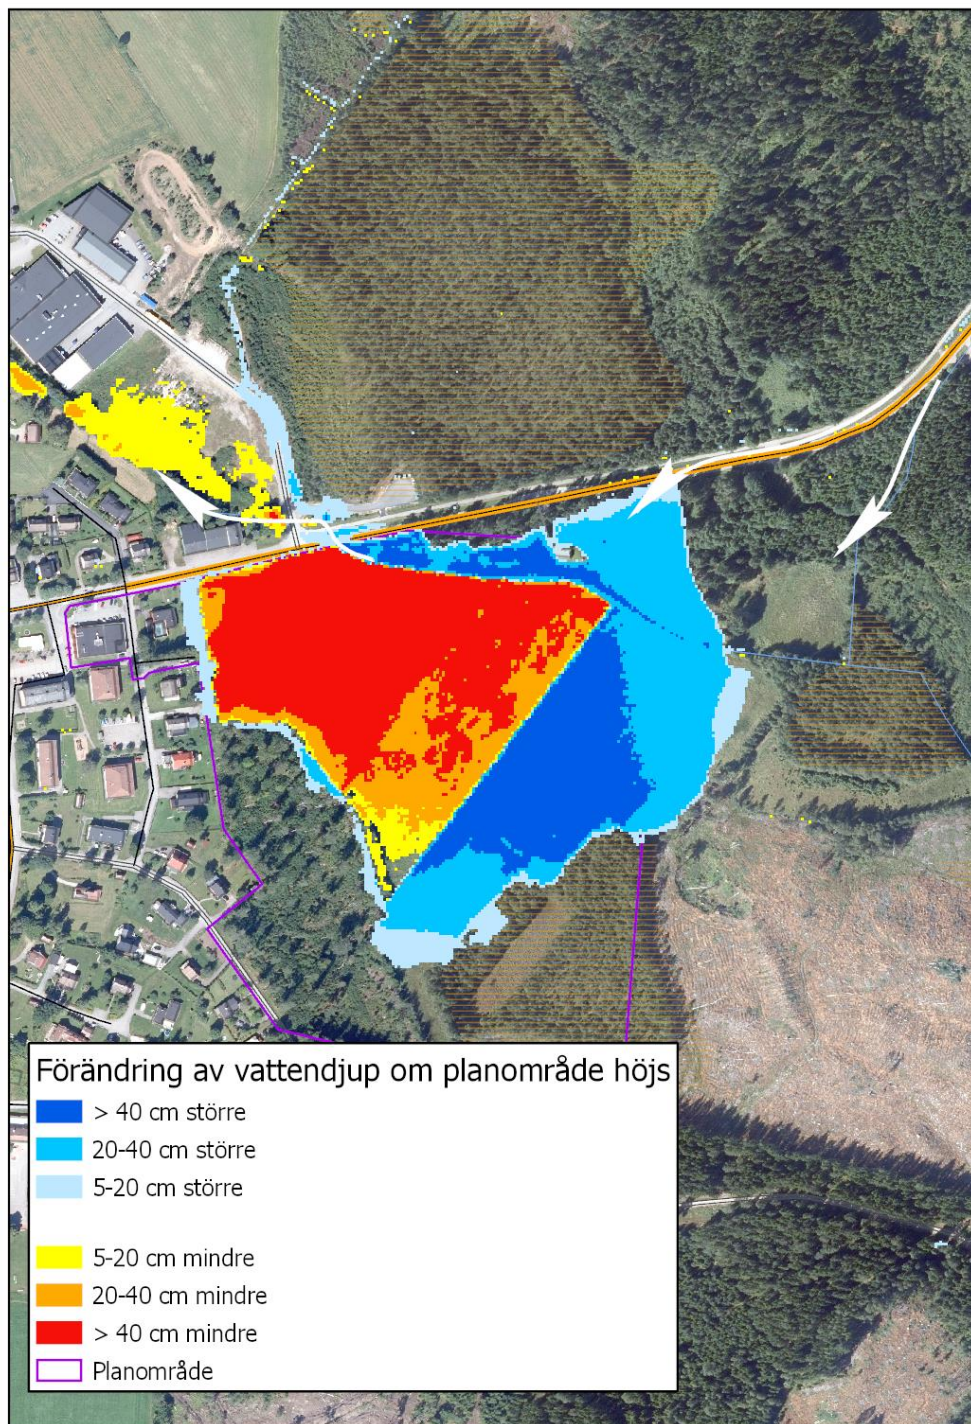 Förändring av vattendjup om planområde höjs
> 40 cm större
20-40 cm större
5-20 cm större
5-20 cm mindre
20-40 cm mindre
> 40 cm mindre
Planområde